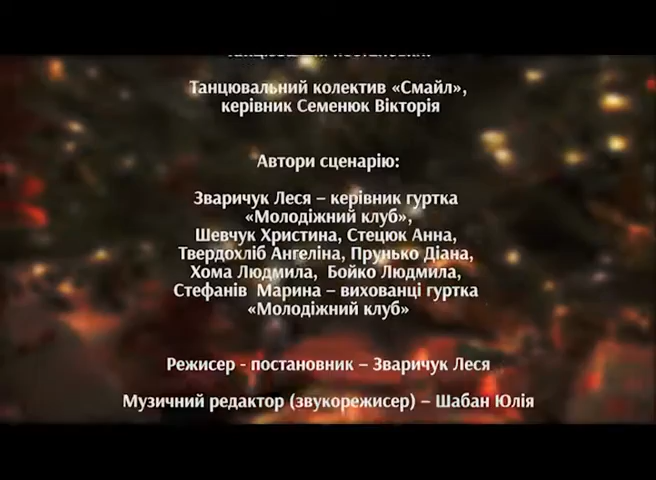 Танцювальний колектив «Смайл»,
керівник Семенюк Вікторія
Автори сценарію:
Зваричук Леся – керівник гуртка
«Молодіжний клуб»,
Шевчук Христина, Стецюк Анна,
Твердохліб Ангеліна, Прунько Діана,
Хома Людмила, Бойко Людмила,
Стефанів Марина – вихованці гуртка
«Молодіжний клуб»
Режисер - постановник – Зваричук Леся
Музичний редактор (звукорежисер) – Шабан Юлія